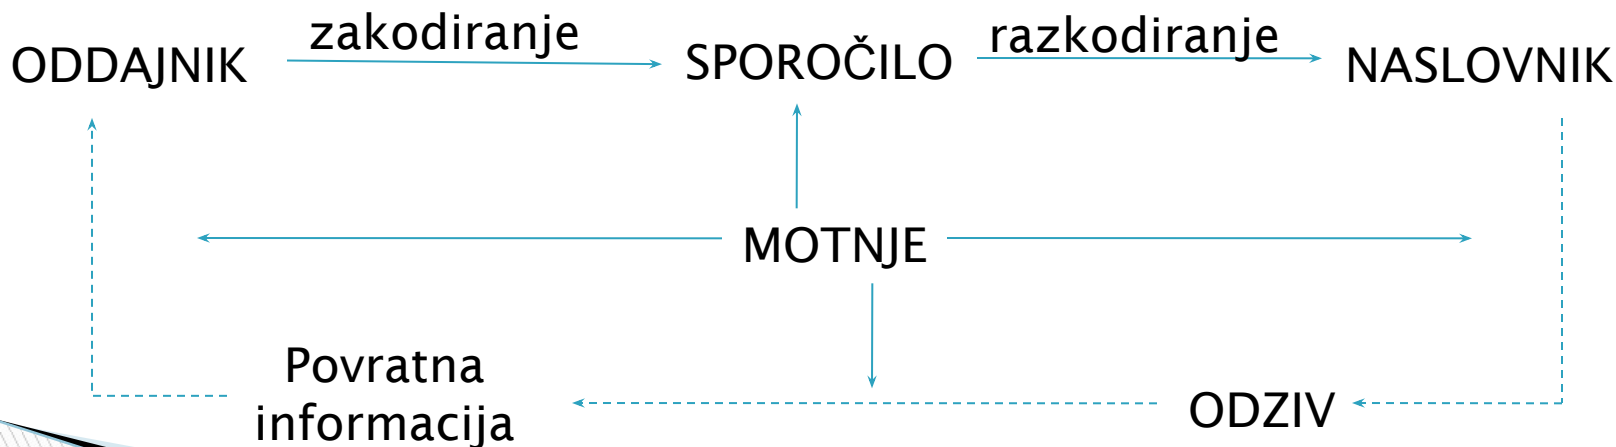 ODDAJNIK
zakodiranje
SPOROČILO
razkodiranje
NASLOVNIK
MOTNJE
Povratna
informacija
ODZIV